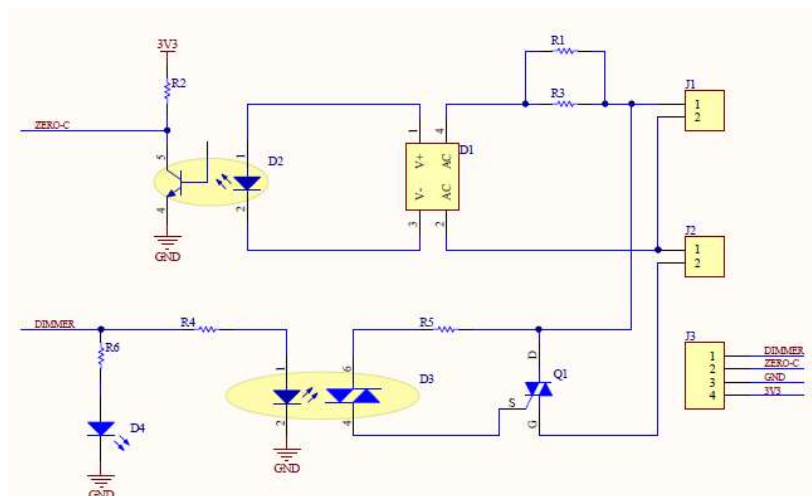 3V3
R2
ZERO-C
5
4
GND
1
D2
2
1
4
V+
AC
D1
V-
AC
3
2
R1
R3
J1
1
2
J2
1
2
DIMMER
R6
R4
D4
GND
1
2
GND
6
D3
4
R5
D
Q1
S
G
J3
1 DIMMER
2 ZERO-C
3 GND
4 3V3